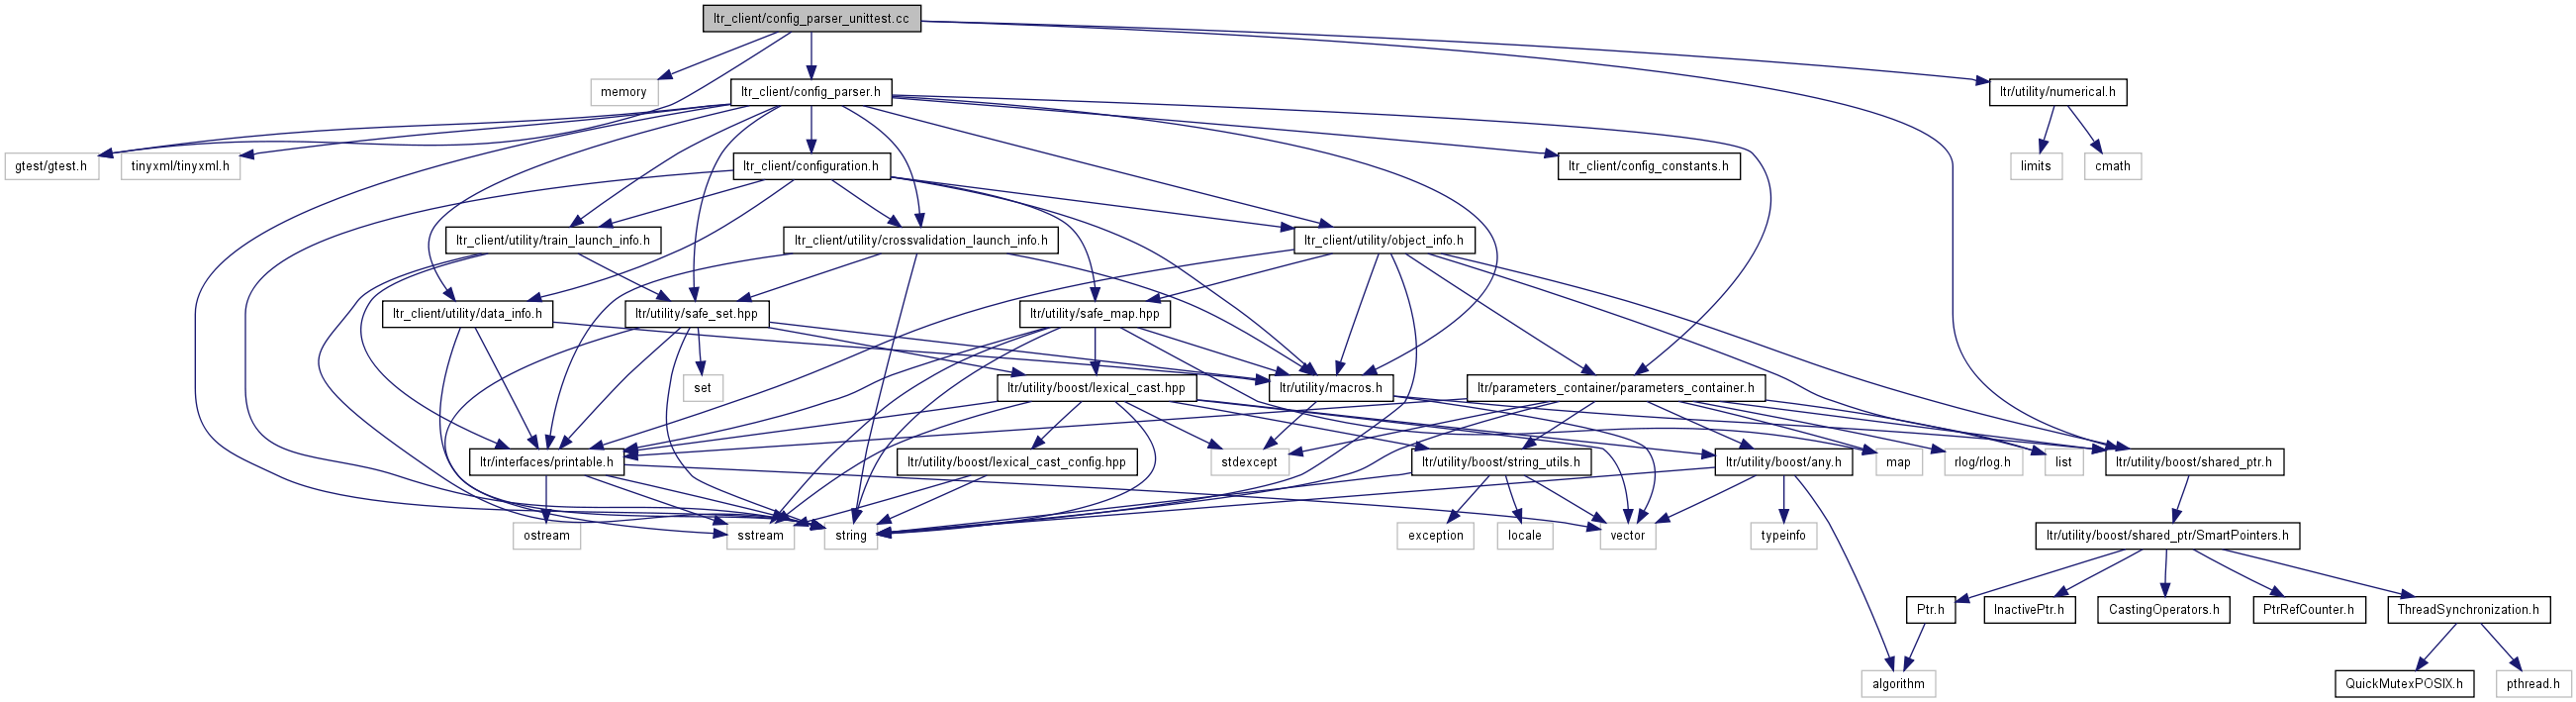 ltr_client/config_parser_unittest.cc
memory
ltr_client/config_parser.h
ltr/utility/numerical.h
gtest/gtest.h
tinyxml/tinyxml.h
ltr_client/configuration.h
ltr_client/config_constants.h
limits
cmath
ltr_client/utility/train_launch_info.h
ltr_client/utility/crossvalidation_launch_info.h
ltr_client/utility/object_info.h
ltr_client/utility/data_info.h
ltr/utility/safe_set.hpp
ltr/utility/safe_map.hpp
set
ltr/utility/boost/lexical_cast.hpp
ltr/utility/macros.h
ltr/parameters_container/parameters_container.h
ltr/interfaces/printable.h
ltr/utility/boost/lexical_cast_config.hpp
stdexcept
ltr/utility/boost/string_utils.h
ltr/utility/boost/any.h
map
rlog/rlog.h
list
ltr/utility/boost/shared_ptr.h
ostream
sstream
string
exception
locale
vector
typeinfo
ltr/utility/boost/shared_ptr/SmartPointers.h
Ptr.h
InactivePtr.h
CastingOperators.h
PtrRefCounter.h
ThreadSynchronization.h
algorithm
QuickMutexPOSIX.h
pthread.h